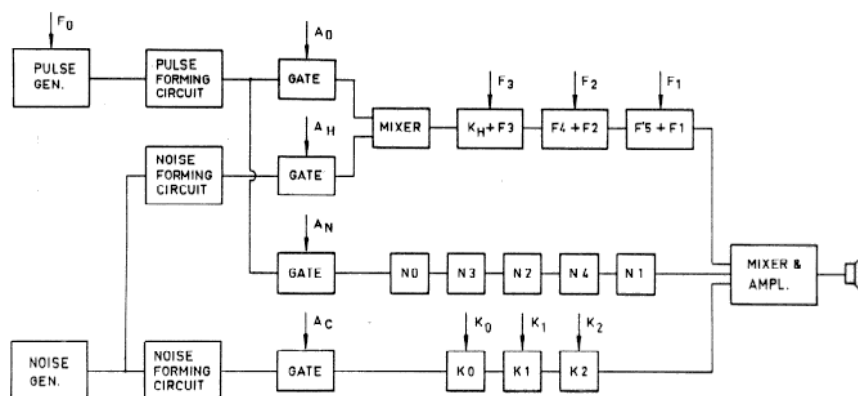 F0
A0
PULSE
GEN.
PULSE
FORMING
CIRCUIT
GATE
F3
F2
F1
AH
MIXER
KH+F3
F4+F2
F'5+F1
NOISE
FORMING
CIRCUIT
GATE
AN
GATE
N0
N3
N2
N4
N1
MIXER &
AMPL.
AC
K0
K1
K2
NOISE
GEN.
NOISE
FORMING
CIRCUIT
GATE
K0
K1
K2